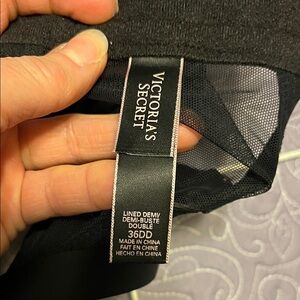 VICTORIA'S
SECRET
LINED DEMI/
DEMI-BUSTE
DOUBLE
36DD
MADE IN CHINA
FAIT EN CHINE
HECHO EN CHINA